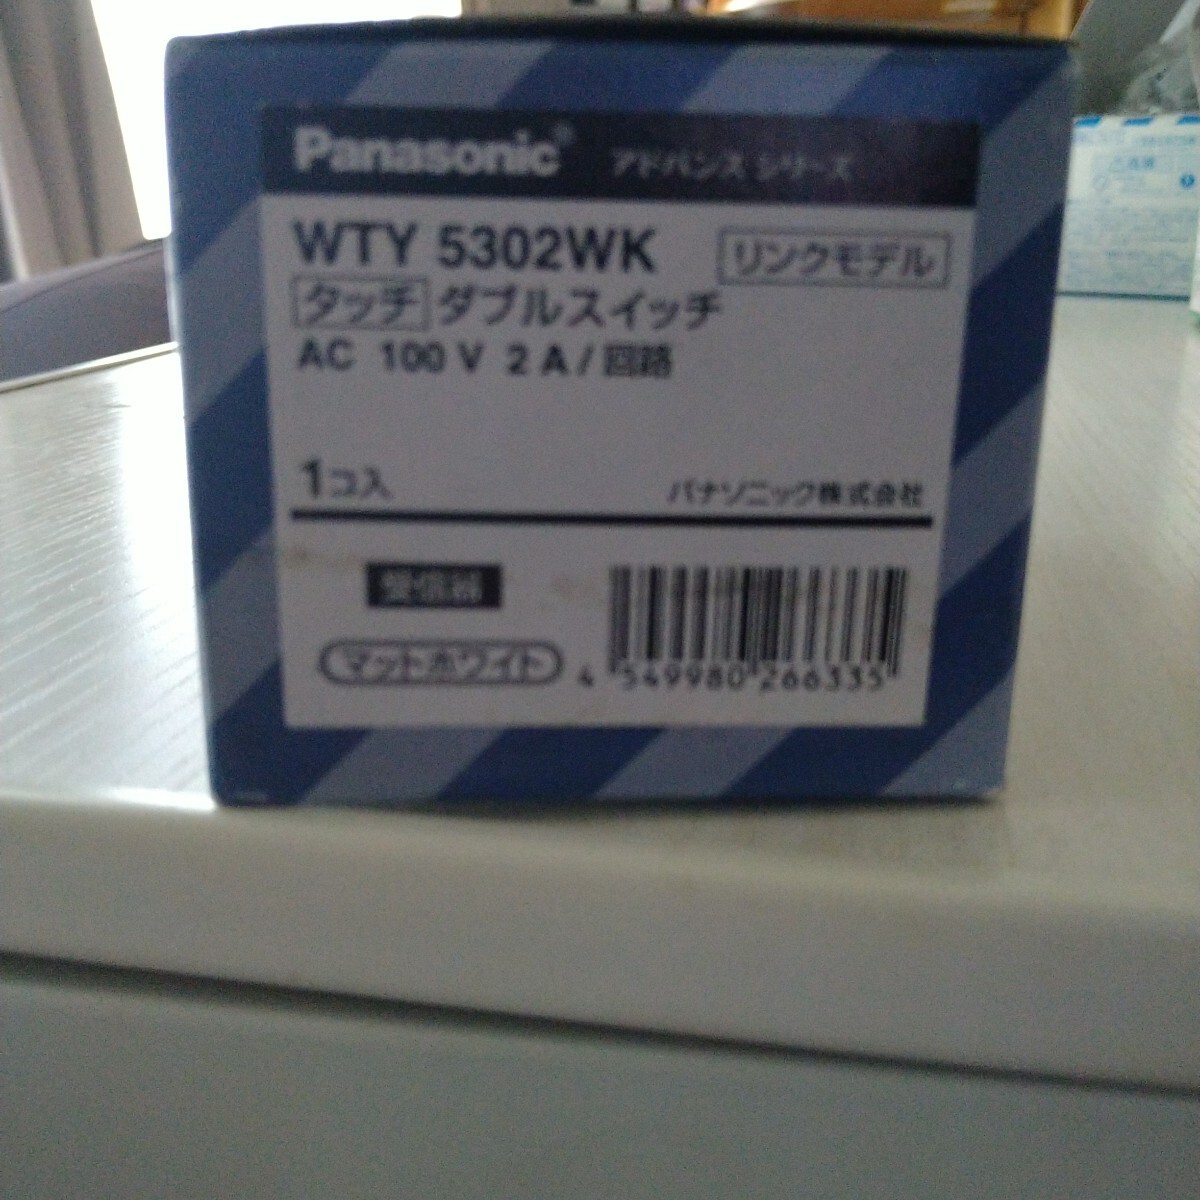 Panasonic® アドバンス シリーズ
WTY 5302WK リンクモデル
タッチ ダブルスイッチ
AC 100 V 2 A / 回路
1コ入 パナソニック株式会社
受信器
マットホワイト
4 549980 266335